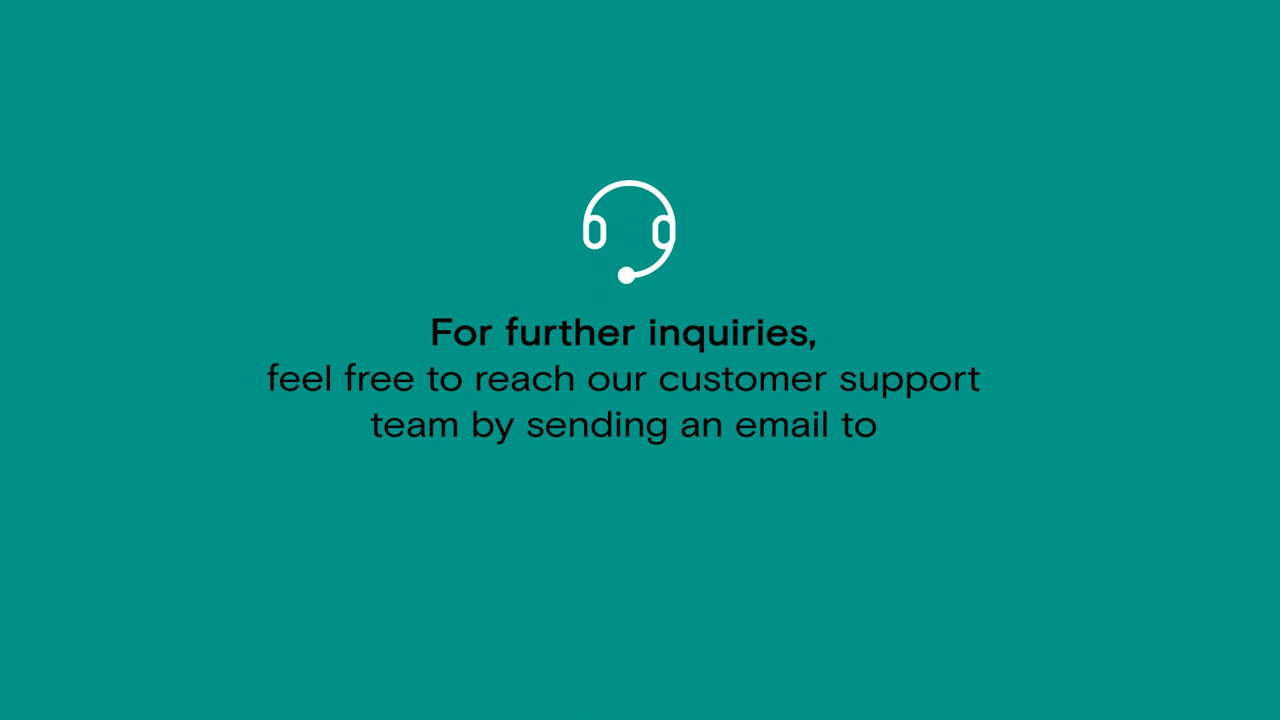 For further inquiries,
feel free to reach our customer support
team by sending an email to